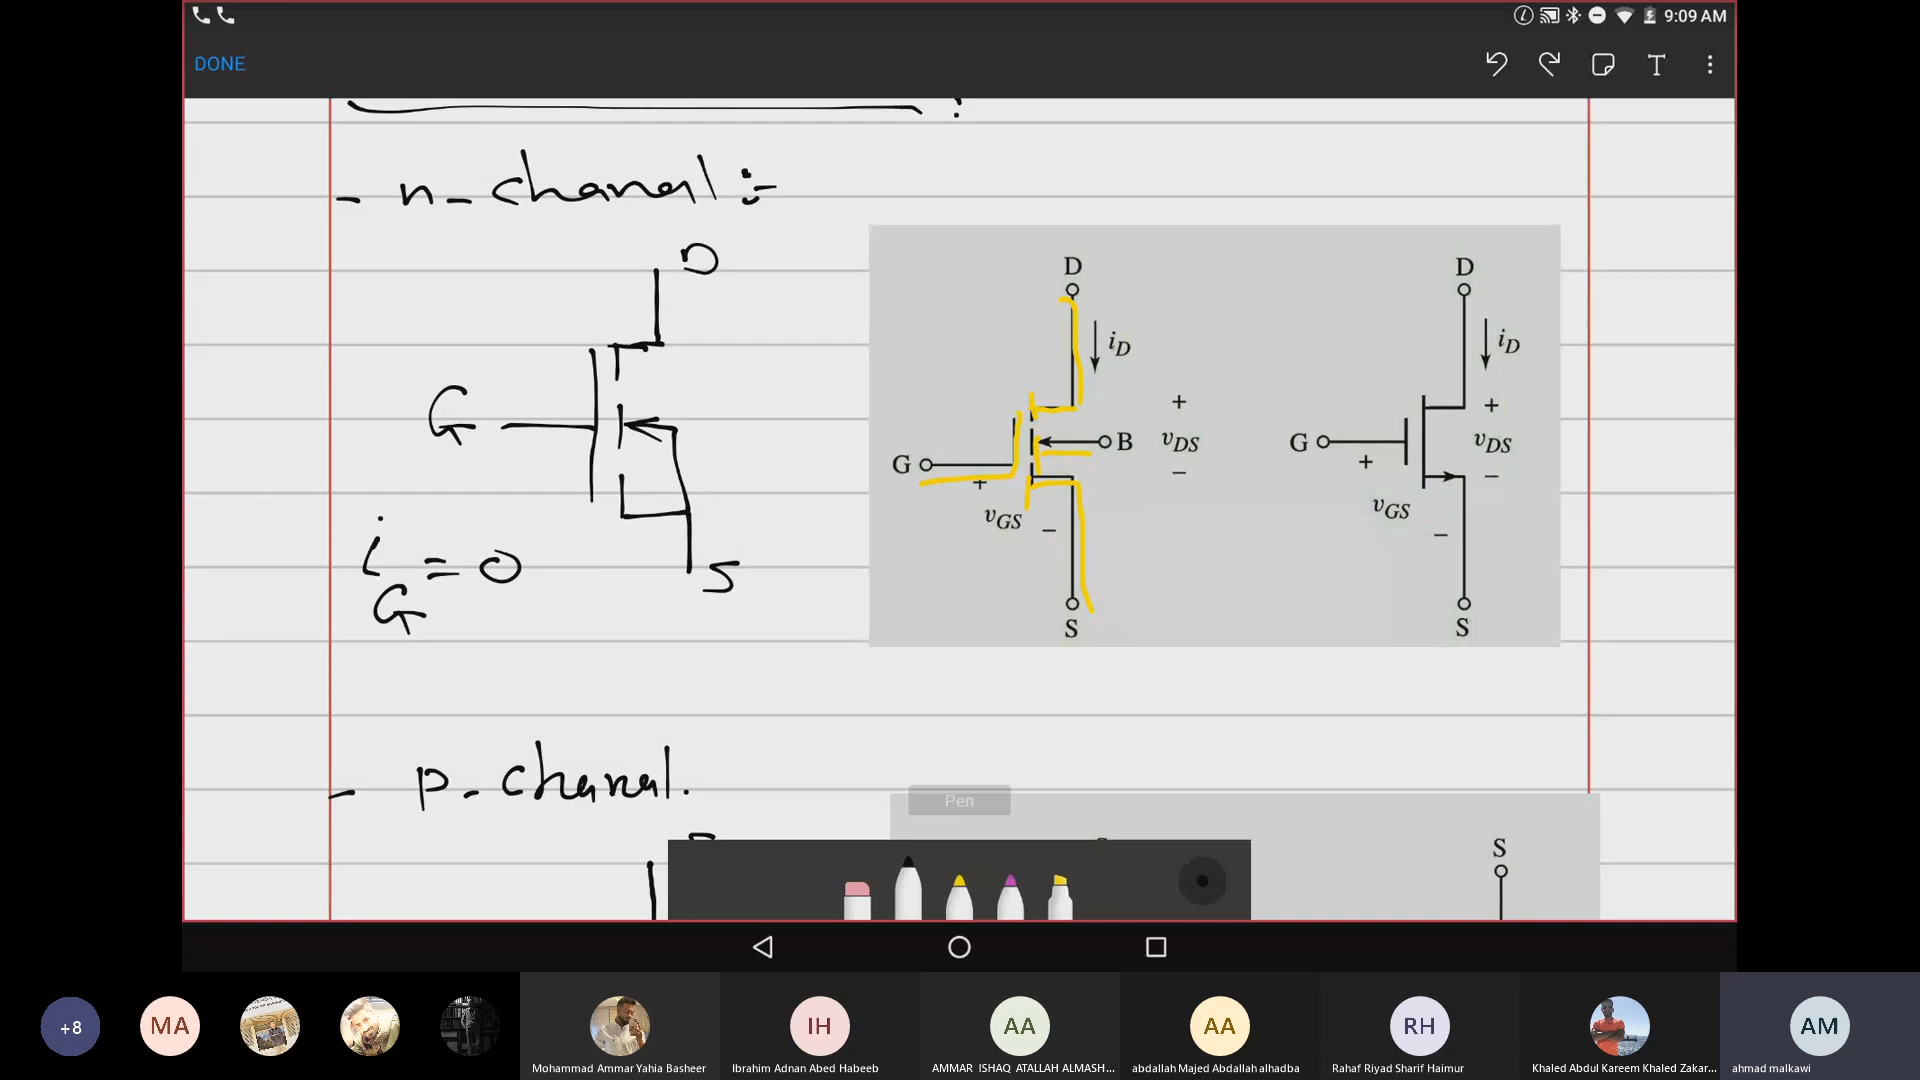 9:09 AM
DONE
- n-chanal :-
D
G
i_G = 0
S
D
i_D
+
G
B
v_DS
+
-
v_GS
-
S
D
i_D
+
G
v_DS
+
-
v_GS
-
S
- p-chanal.
Pen
S
+8
MA
IH
AA
AA
RH
AM
Mohammad Ammar Yahia Basheer
Ibrahim Adnan Abed Habeeb
AMMAR ISHAQ ATALLAH ALMASH...
abdallah Majed Abdallah alhadba
Rahaf Riyad Sharif Haimur
Khaled Abdul Kareem Khaled Zakar...
ahmad malkawi